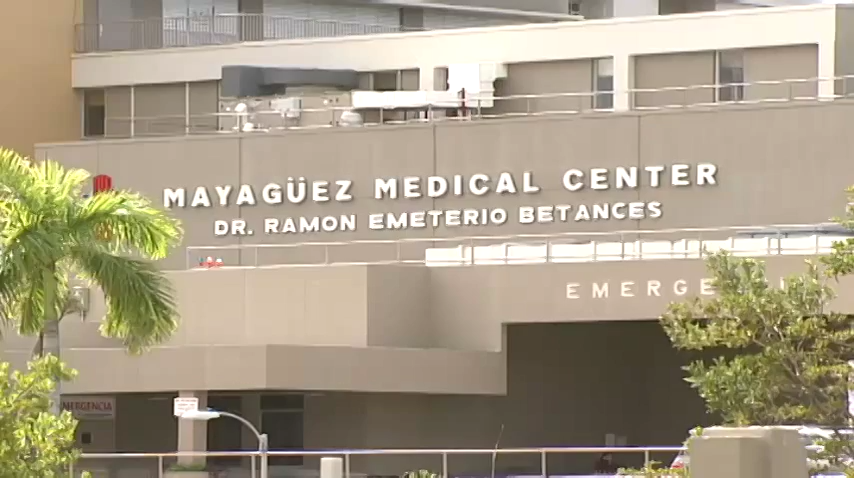 MAYAGÜEZ MEDICAL CENTER
DR. RAMON EMETERIO BETANCES
EMERGENCIA